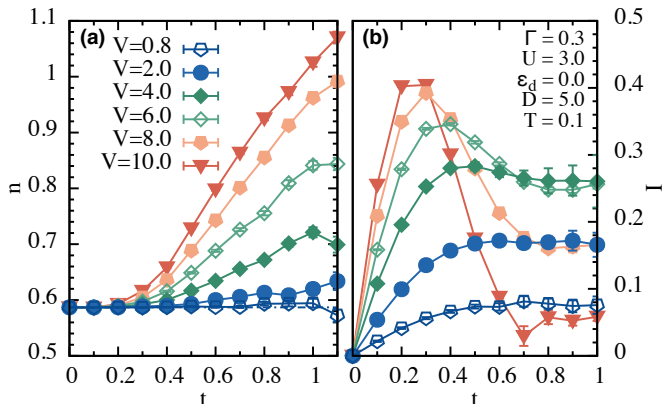 (a)
V=0.8
V=2.0
V=4.0
V=6.0
V=8.0
V=10.0
1.1
1
0.9
0.8
0.7
0.6
0.5
n
0 0.2 0.4 0.6 0.8 1
t
(b)
Γ = 0.3
U = 3.0
ε_d = 0.0
D = 5.0
T = 0.1
0.5
0.4
0.3
0.2
0.1
0
I
0 0.2 0.4 0.6 0.8 1
t